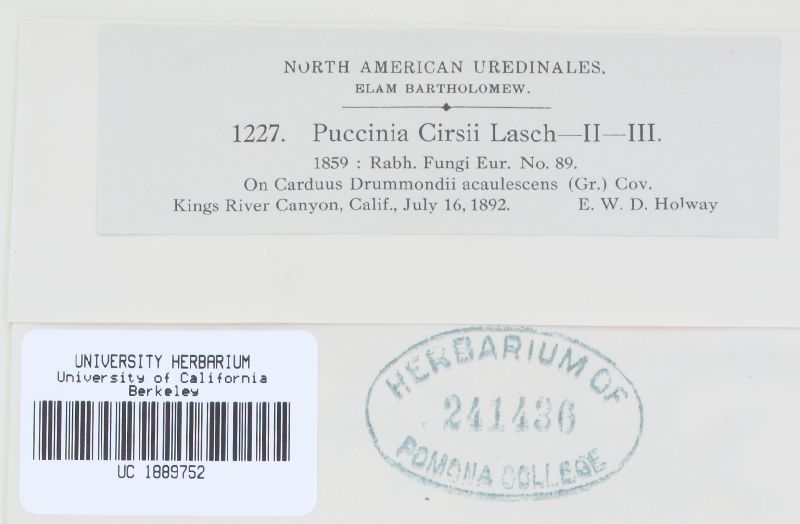 NORTH AMERICAN UREDINALES.
ELAM BARTHOLOMEW.
1227. Puccinia Cirsii Lasch—II—III.
1859 : Rabh. Fungi Eur. No. 89.
On Carduus Drummondii acaulescens (Gr.) Cov.
Kings River Canyon, Calif., July 16, 1892. E. W. D. Holway
UNIVERSITY HERBARIUM
University of California
Berkeley
UC 1889752
HERBARIUM OF
241436
POMONA COLLEGE